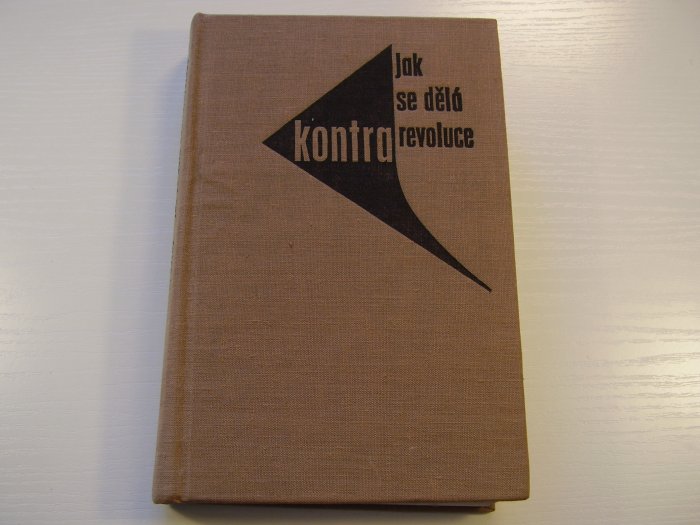 jak
se dělá
kontra revoluce